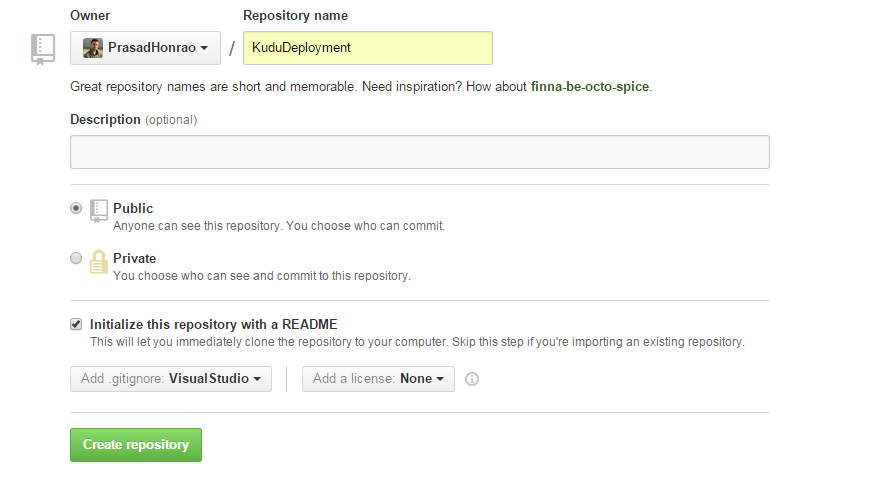 Owner
Repository name
PrasadHonrao / KuduDeployment
Great repository names are short and memorable. Need inspiration? How about finna-be-octo-spice.
Description (optional)
Public
Anyone can see this repository. You choose who can commit.
Private
You choose who can see and commit to this repository.
Initialize this repository with a README
This will let you immediately clone the repository to your computer. Skip this step if you're importing an existing repository.
Add .gitignore: VisualStudio
Add a license: None
Create repository